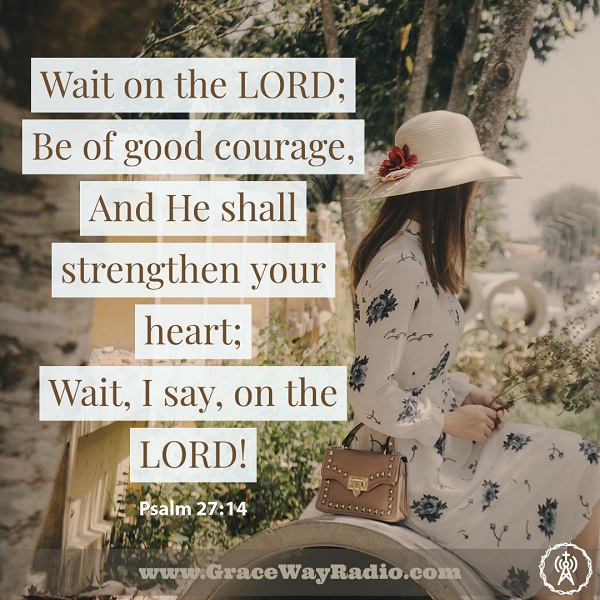 Wait on the LORD;
Be of good courage,
And He shall
strengthen your
heart;
Wait, I say, on the
LORD!
Psalm 27:14
www.GraceWayRadio.com